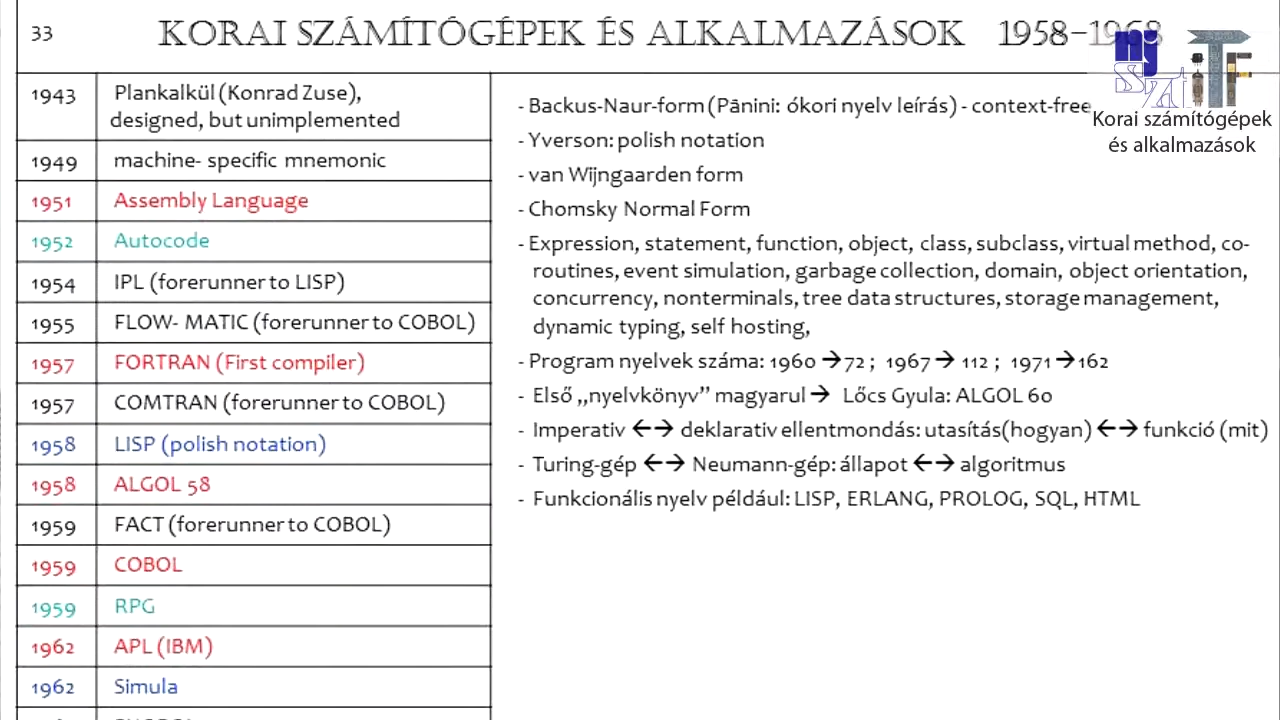 33
KORAI SZÁMÍTÓGÉPEK ÉS ALKALMAZÁSOK 1958-1968
1943 Plankalkül (Konrad Zuse),
designed, but unimplemented
1949 machine- specific mnemonic
1951 Assembly Language
1952 Autocode
1954 IPL (forerunner to LISP)
1955 FLOW- MATIC (forerunner to COBOL)
1957 FORTRAN (First compiler)
1957 COMTRAN (forerunner to COBOL)
1958 LISP (polish notation)
1958 ALGOL 58
1959 FACT (forerunner to COBOL)
1959 COBOL
1959 RPG
1962 APL (IBM)
1962 Simula
- Backus-Naur-form (Pānini: ókori nyelv leírás) - context-free
- Yverson: polish notation
- van Wijngaarden form
- Chomsky Normal Form
- Expression, statement, function, object, class, subclass, virtual method, co-
routines, event simulation, garbage collection, domain, object orientation,
concurrency, nonterminals, tree data structures, storage management,
dynamic typing, self hosting,
- Program nyelvek száma: 1960 → 72 ; 1967 → 112 ; 1971 → 162
- Első „nyelvkönyv” magyarul → Lőcs Gyula: ALGOL 60
- Imperativ ←→ deklarativ ellentmondás: utasítás(hogyan) ←→ funkció (mit)
- Turing-gép ←→ Neumann-gép: állapot ←→ algoritmus
- Funkcionális nyelv például: LISP, ERLANG, PROLOG, SQL, HTML
nj
SZT
iTF
Korai számítógépek
és alkalmazások